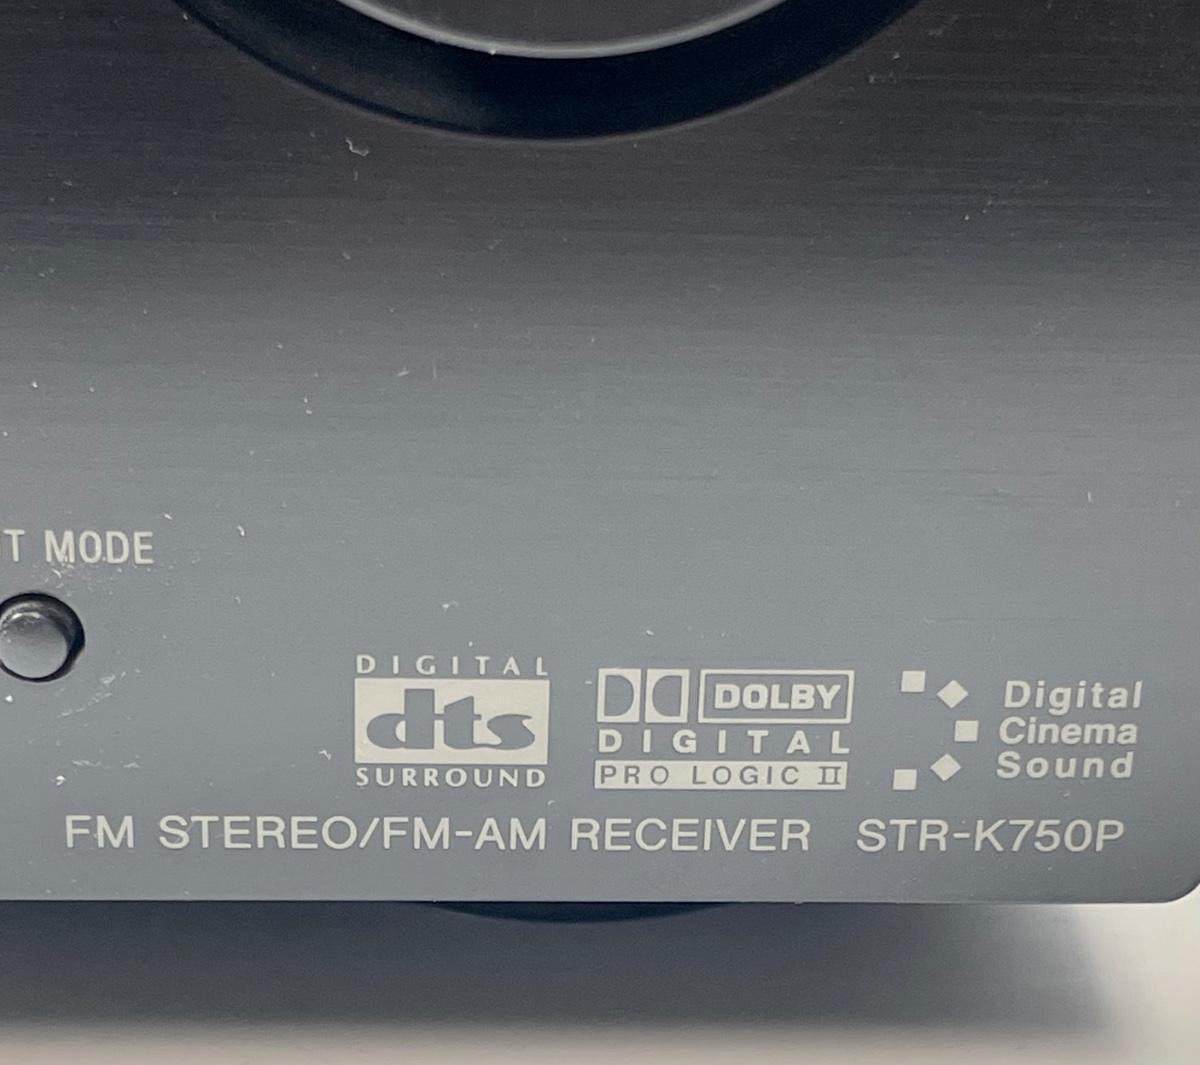 T MODE
DIGITAL
dts
SURROUND
DOLBY
DIGITAL
PRO LOGIC II
Digital
Cinema
Sound
FM STEREO/FM-AM RECEIVER STR-K750P